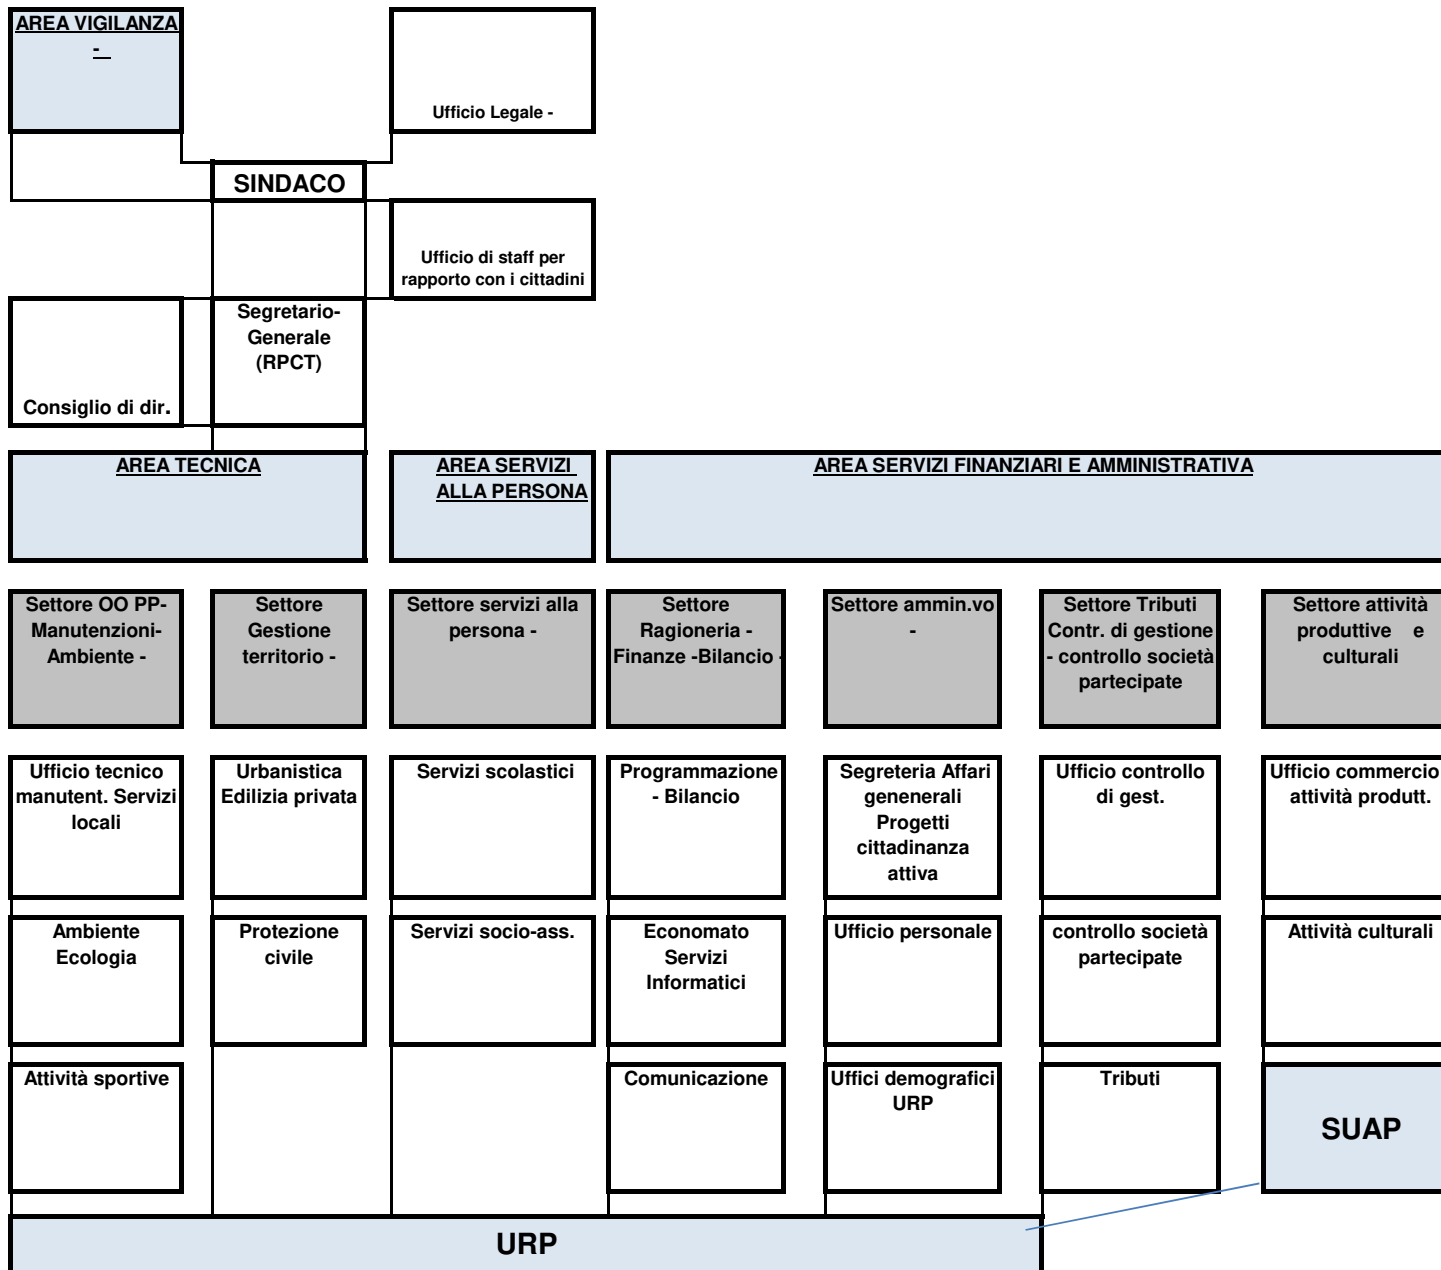 AREA VIGILANZA
-
Ufficio Legale -
SINDACO
Ufficio di staff per
rapporto con i cittadini
Segretario-
Generale
(RPCT)
Consiglio di dir.
AREA TECNICA
AREA SERVIZI
ALLA PERSONA
AREA SERVIZI FINANZIARI E AMMINISTRATIVA
Settore OO PP-
Manutenzioni-
Ambiente -
Settore
Gestione
territorio -
Settore servizi alla
persona -
Settore
Ragioneria -
Finanze -Bilancio -
Settore ammin.vo
-
Settore Tributi
Contr. di gestione
- controllo società
partecipate
Settore attività
produttive e
culturali
Ufficio tecnico
manutent. Servizi
locali
Urbanistica
Edilizia privata
Servizi scolastici
Programmazione
- Bilancio
Segreteria Affari
genenerali
Progetti
cittadinanza
attiva
Ufficio controllo
di gest.
Ufficio commercio
attività produtt.
Ambiente
Ecologia
Protezione
civile
Servizi socio-ass.
Economato
Servizi
Informatici
Ufficio personale
controllo società
partecipate
Attività culturali
Attività sportive
Comunicazione
Uffici demografici
URP
Tributi
SUAP
URP